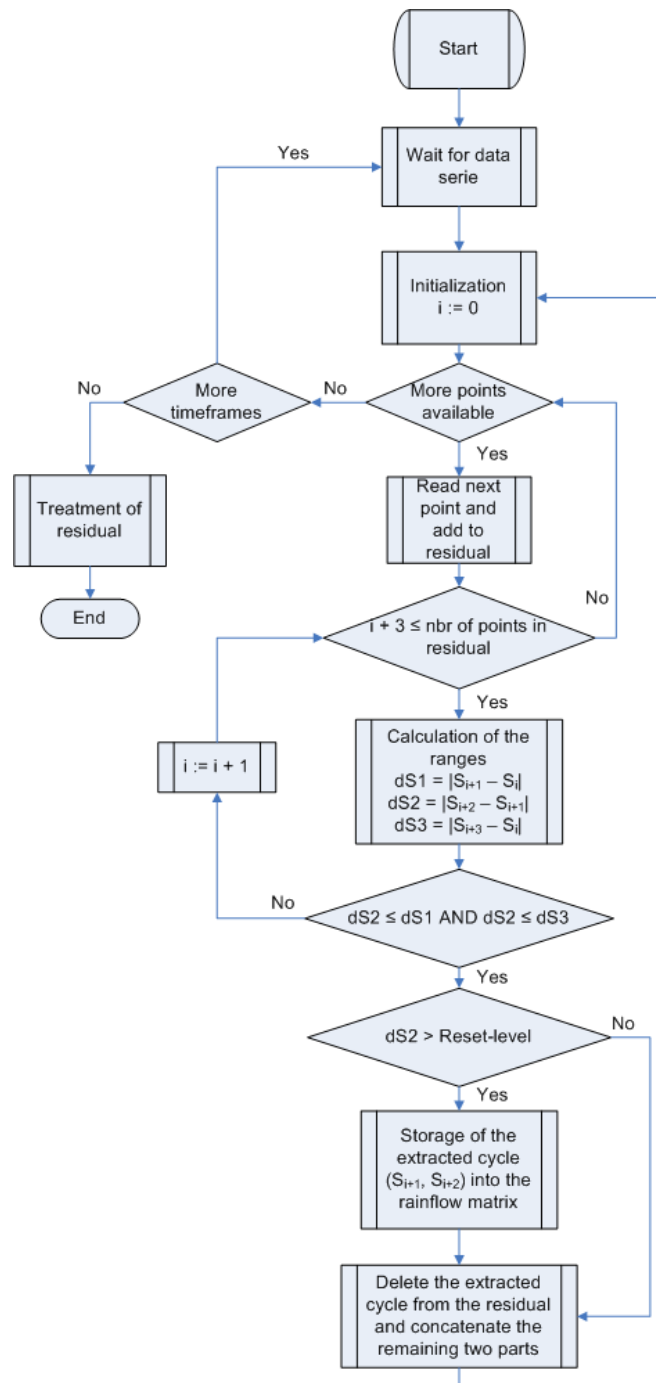 Start
Yes
Wait for data
serie
Initialization
i := 0
No
More
timeframes
No
More points
available
Yes
Treatment of
residual
Read next
point and
add to
residual
End
No
i + 3 ≤ nbr of points in
residual
Yes
i := i + 1
Calculation of the
ranges
dS1 = |Si+1 – Si|
dS2 = |Si+2 – Si+1|
dS3 = |Si+3 – Si|
No
dS2 ≤ dS1 AND dS2 ≤ dS3
Yes
dS2 > Reset-level
No
Yes
Storage of the
extracted cycle
(Si+1, Si+2) into the
rainflow matrix
Delete the extracted
cycle from the residual
and concatenate the
remaining two parts